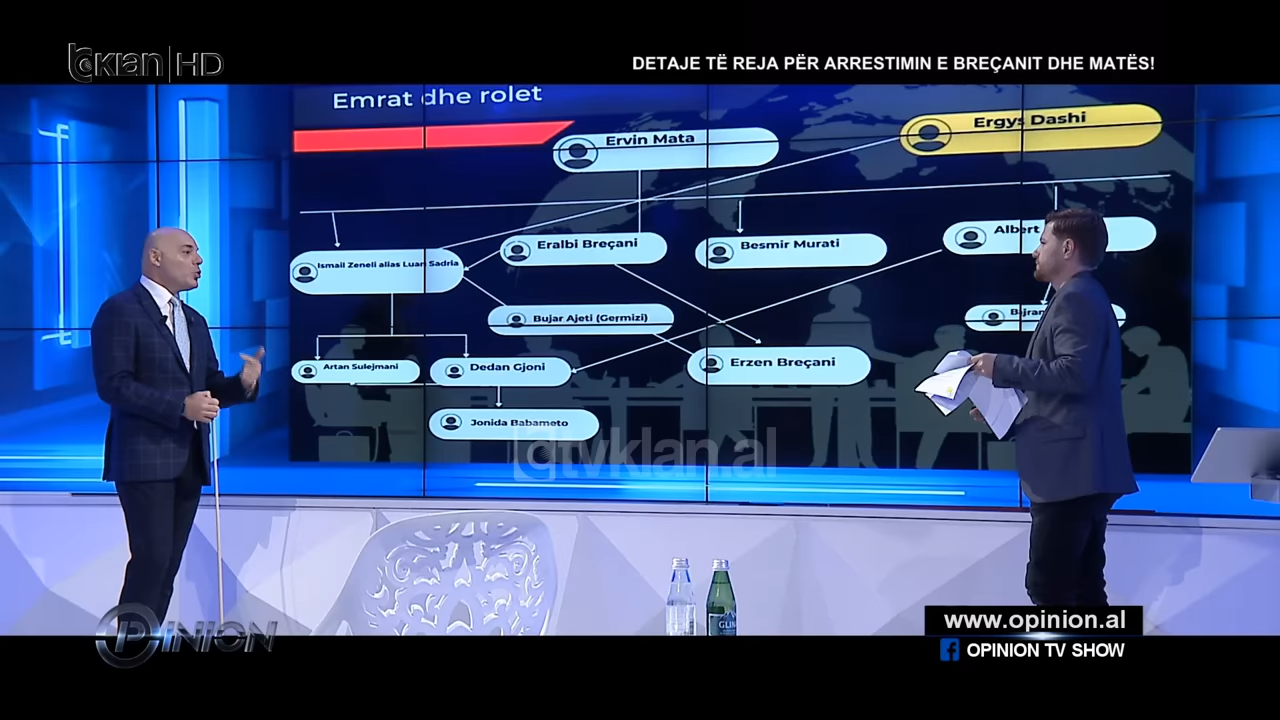 tvklan HD
DETAJE TË REJA PËR ARRESTIMIN E BREÇANIT DHE MATËS!
Emrat dhe rolet
Ervin Mata
Ergys Dashi
Ismail Zeneli alias Luan Sadria
Eralbi Breçani
Besmir Murati
Albert
Bujar Ajeti (Germizi)
Bajram
Artan Sulejmani
Dedan Gjoni
Erzen Breçani
Jonida Babameto
tvklan.al
OPINION
www.opinion.al
OPINION TV SHOW